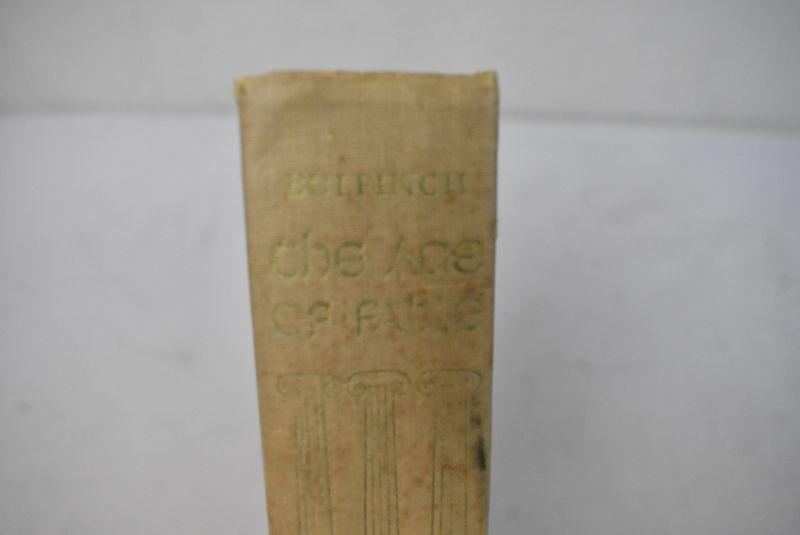 BULFINCH
The Age
of Fable